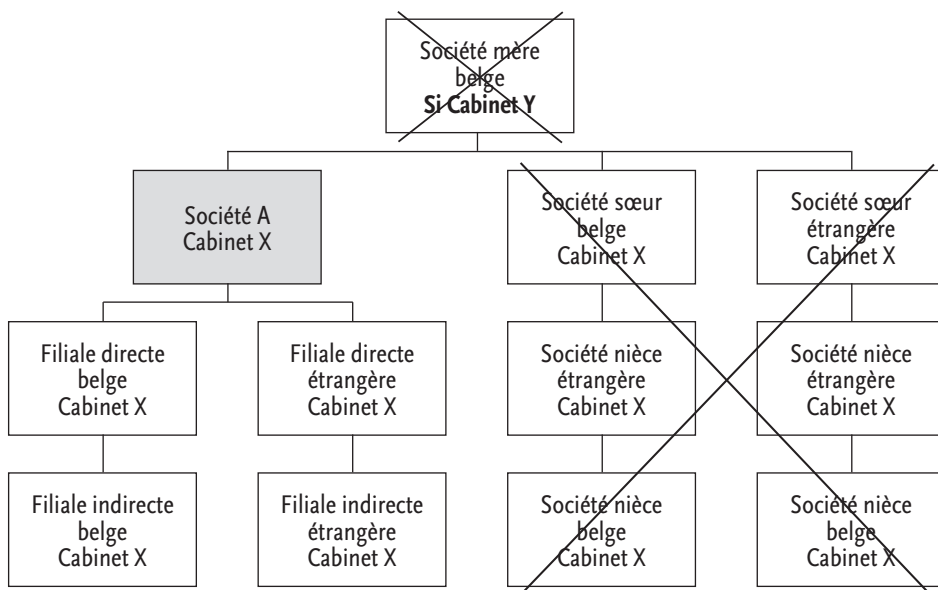 Société mère
belge
Si Cabinet Y
Société A
Cabinet X
Société sœur
belge
Cabinet X
Société sœur
étrangère
Cabinet X
Filiale directe
belge
Cabinet X
Filiale directe
étrangère
Cabinet X
Société nièce
étrangère
Cabinet X
Société nièce
étrangère
Cabinet X
Filiale indirecte
belge
Cabinet X
Filiale indirecte
étrangère
Cabinet X
Société nièce
belge
Cabinet X
Société nièce
belge
Cabinet X